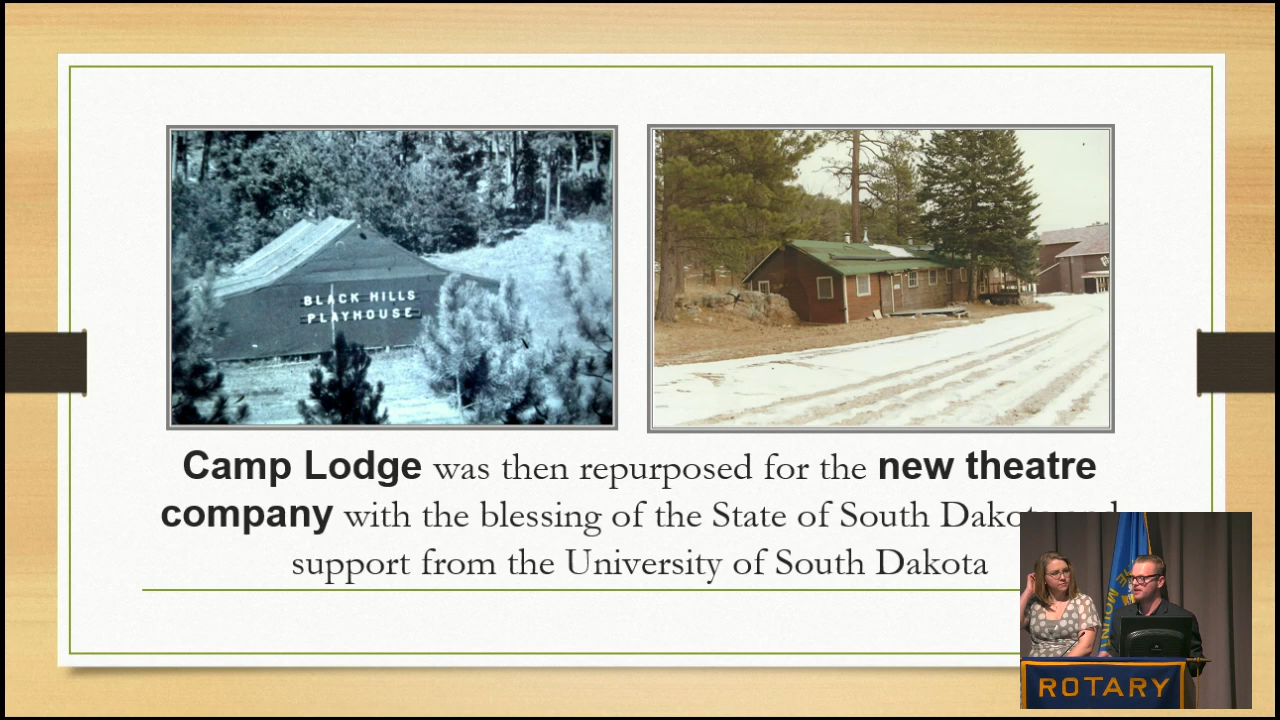 BLACK HILLS
PLAYHOUSE
Camp Lodge was then repurposed for the new theatre
company with the blessing of the State of South
support from the University of South Dakota
ROTARY